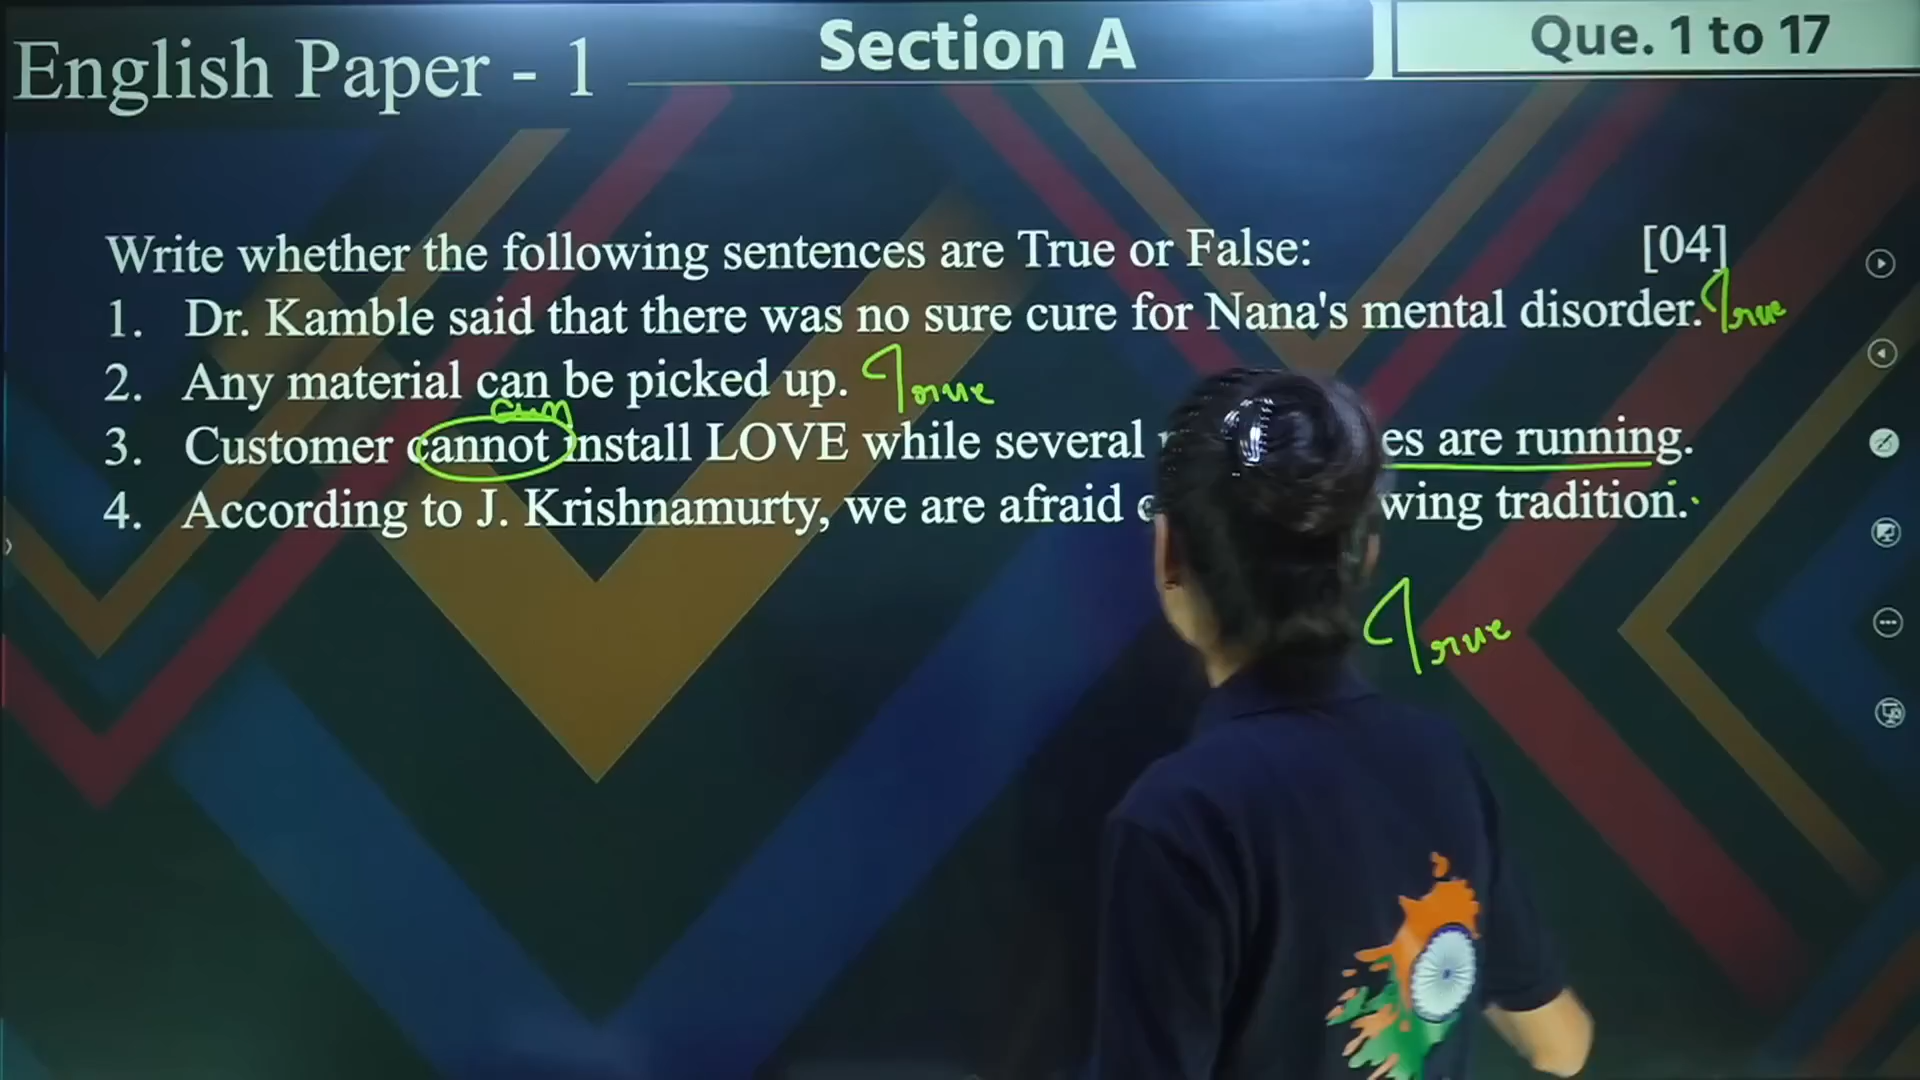 English Paper - 1
Section A
Que. 1 to 17
Write whether the following sentences are True or False: [04]
1. Dr. Kamble said that there was no sure cure for Nana's mental disorder. True
2. Any material can be picked up. True
can
3. Customer cannot install LOVE while several es are running.
4. According to J. Krishnamurty, we are afraid wing tradition.
True